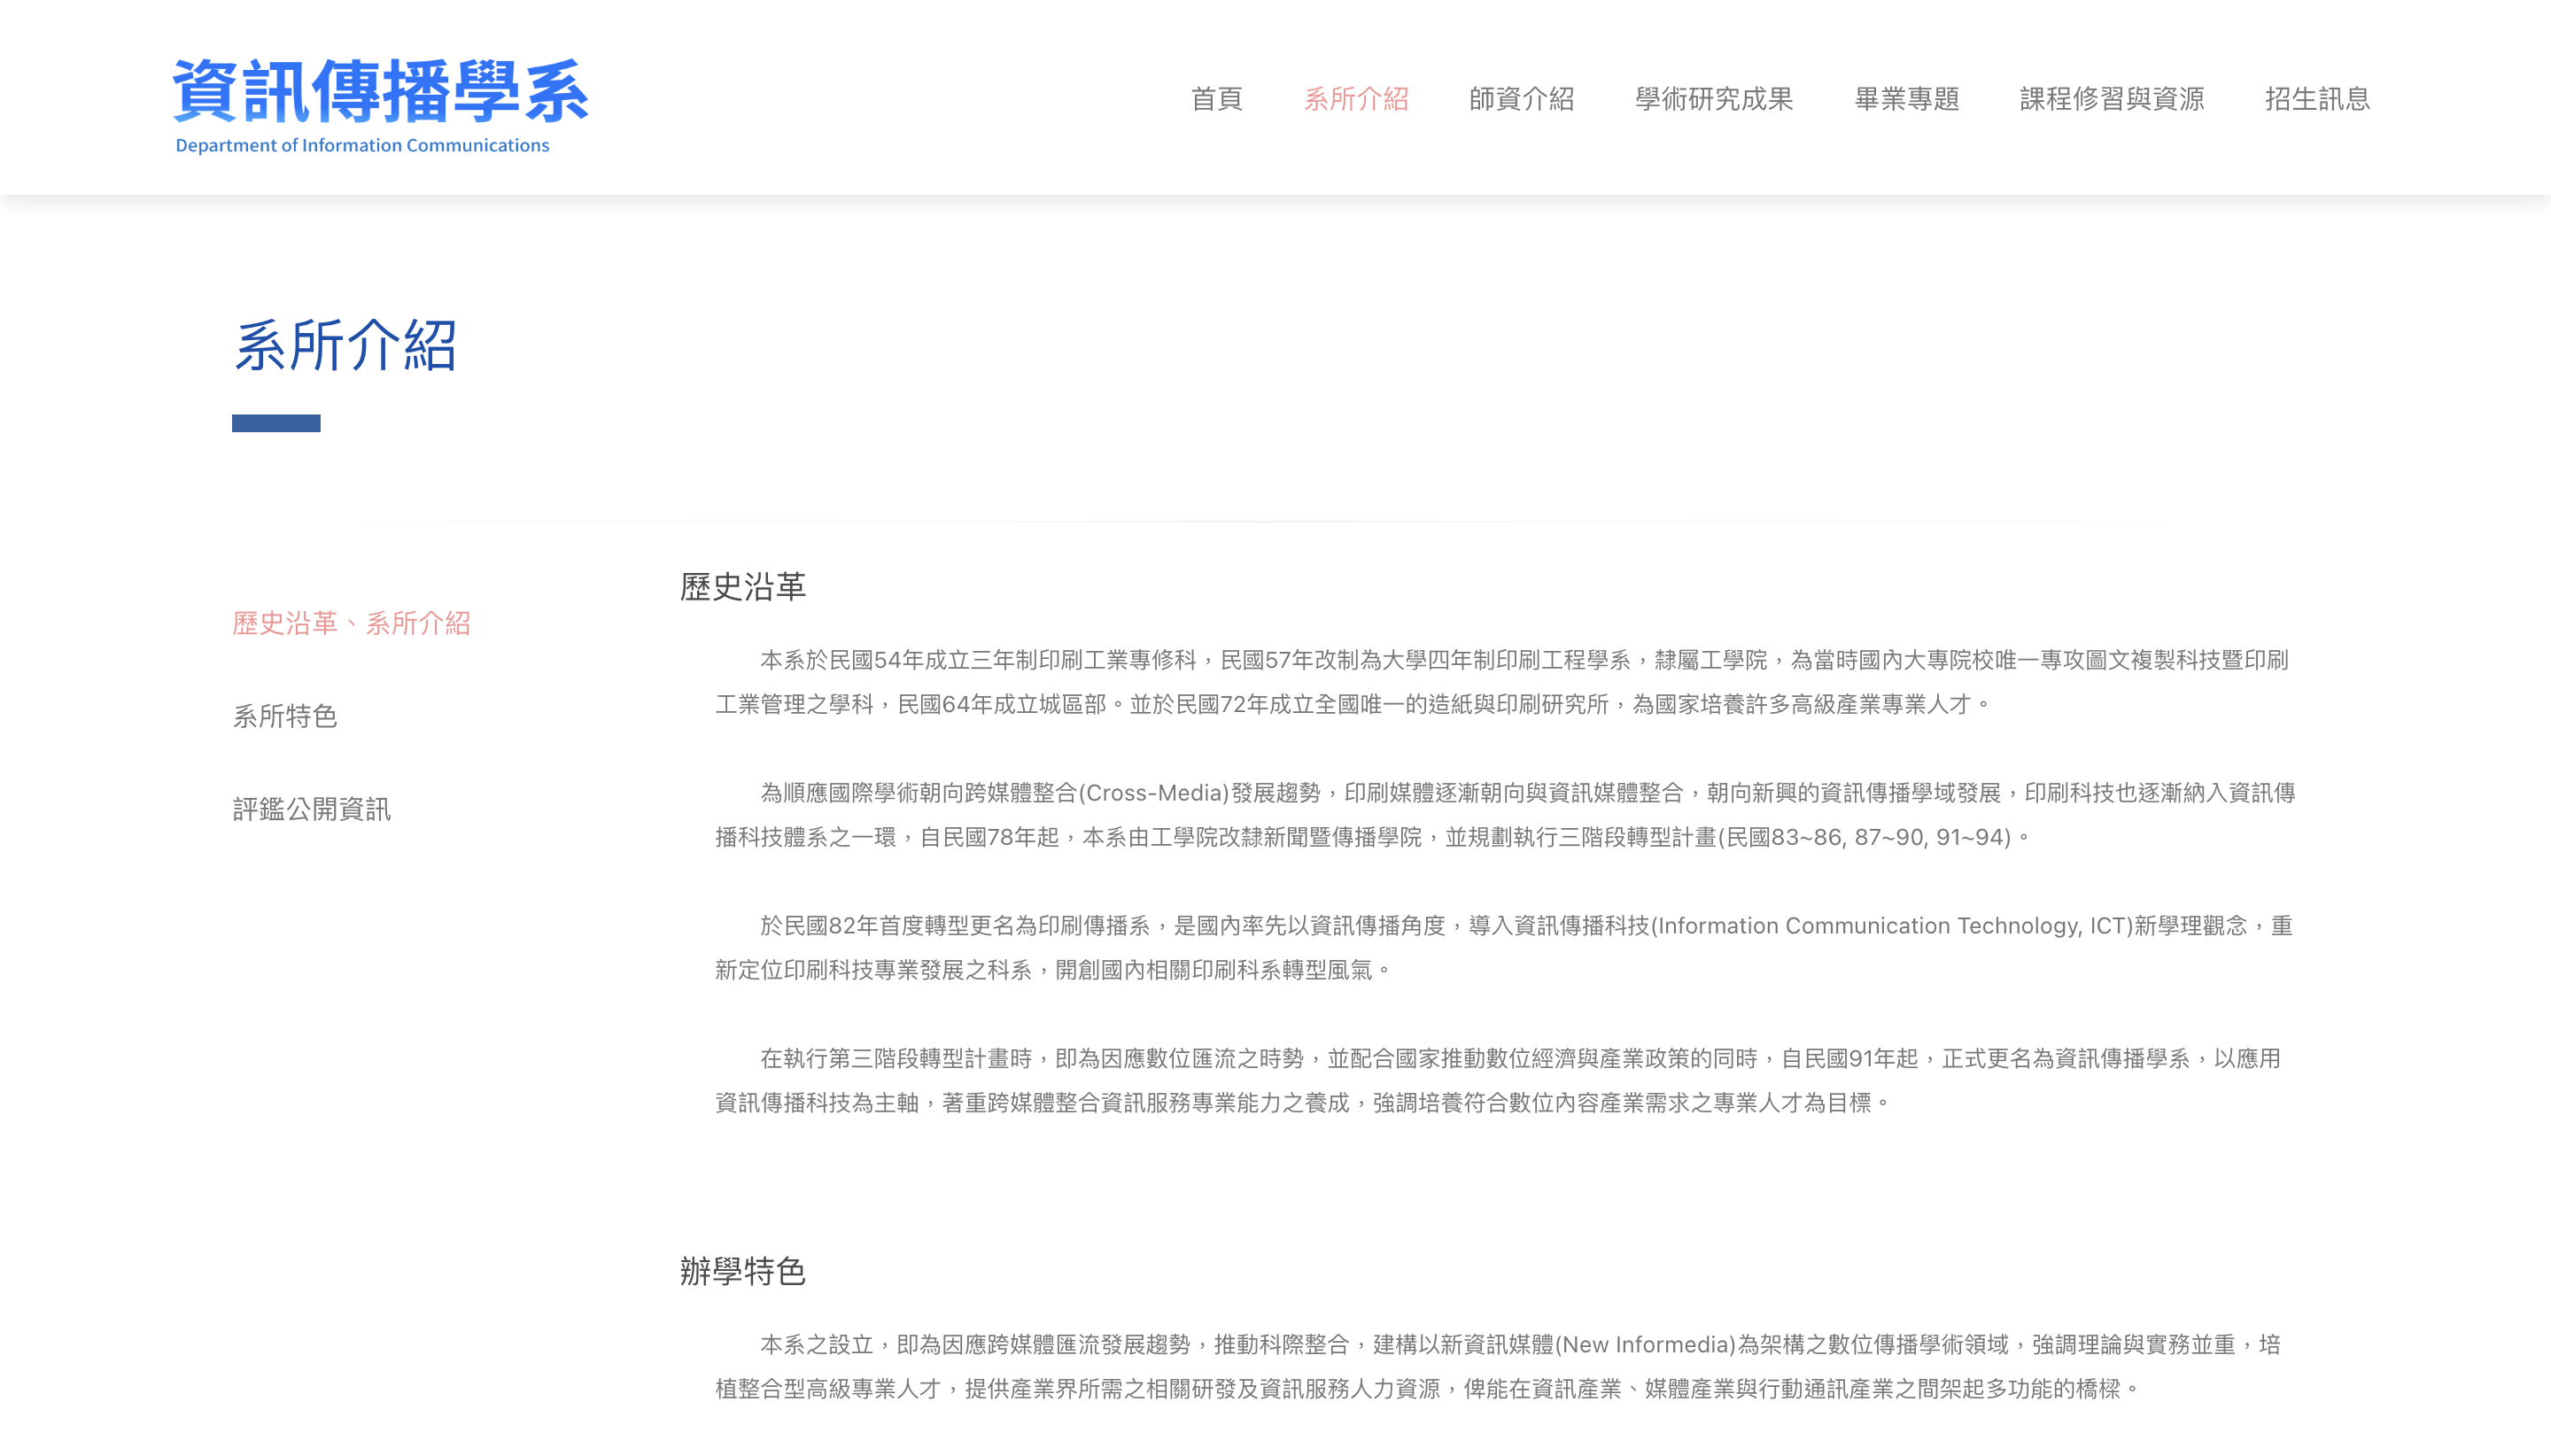 資訊傳播學系
Department of Information Communications
首頁 系所介紹 師資介紹 學術研究成果 畢業專題 課程修習與資源 招生訊息
系所介紹
歷史沿革、系所介紹
系所特色
評鑑公開資訊
歷史沿革
本系於民國54年成立三年制印刷工業專修科，民國57年改制為大學四年制印刷工程學系，隸屬工學院，為當時國內大專院校唯一專攻圖文複製科技暨印刷
工業管理之學科，民國64年成立城區部。並於民國72年成立全國唯一的造紙與印刷研究所，為國家培養許多高級產業專業人才。
為順應國際學術朝向跨媒體整合(Cross-Media)發展趨勢，印刷媒體逐漸朝向與資訊媒體整合，朝向新興的資訊傳播學域發展，印刷科技也逐漸納入資訊傳
播科技體系之一環，自民國78年起，本系由工學院改隸新聞暨傳播學院，並規劃執行三階段轉型計畫(民國83~86, 87~90, 91~94)。
於民國82年首度轉型更名為印刷傳播系，是國內率先以資訊傳播角度，導入資訊傳播科技(Information Communication Technology, ICT)新學理觀念，重
新定位印刷科技專業發展之科系，開創國內相關印刷科系轉型風氣。
在執行第三階段轉型計畫時，即為因應數位匯流之時勢，並配合國家推動數位經濟與產業政策的同時，自民國91年起，正式更名為資訊傳播學系，以應用
資訊傳播科技為主軸，著重跨媒體整合資訊服務專業能力之養成，強調培養符合數位內容產業需求之專業人才為目標。
辦學特色
本系之設立，即為因應跨媒體匯流發展趨勢，推動科際整合，建構以新資訊媒體(New Informedia)為架構之數位傳播學術領域，強調理論與實務並重，培
植整合型高級專業人才，提供產業界所需之相關研發及資訊服務人力資源，俾能在資訊產業、媒體產業與行動通訊產業之間架起多功能的橋樑。